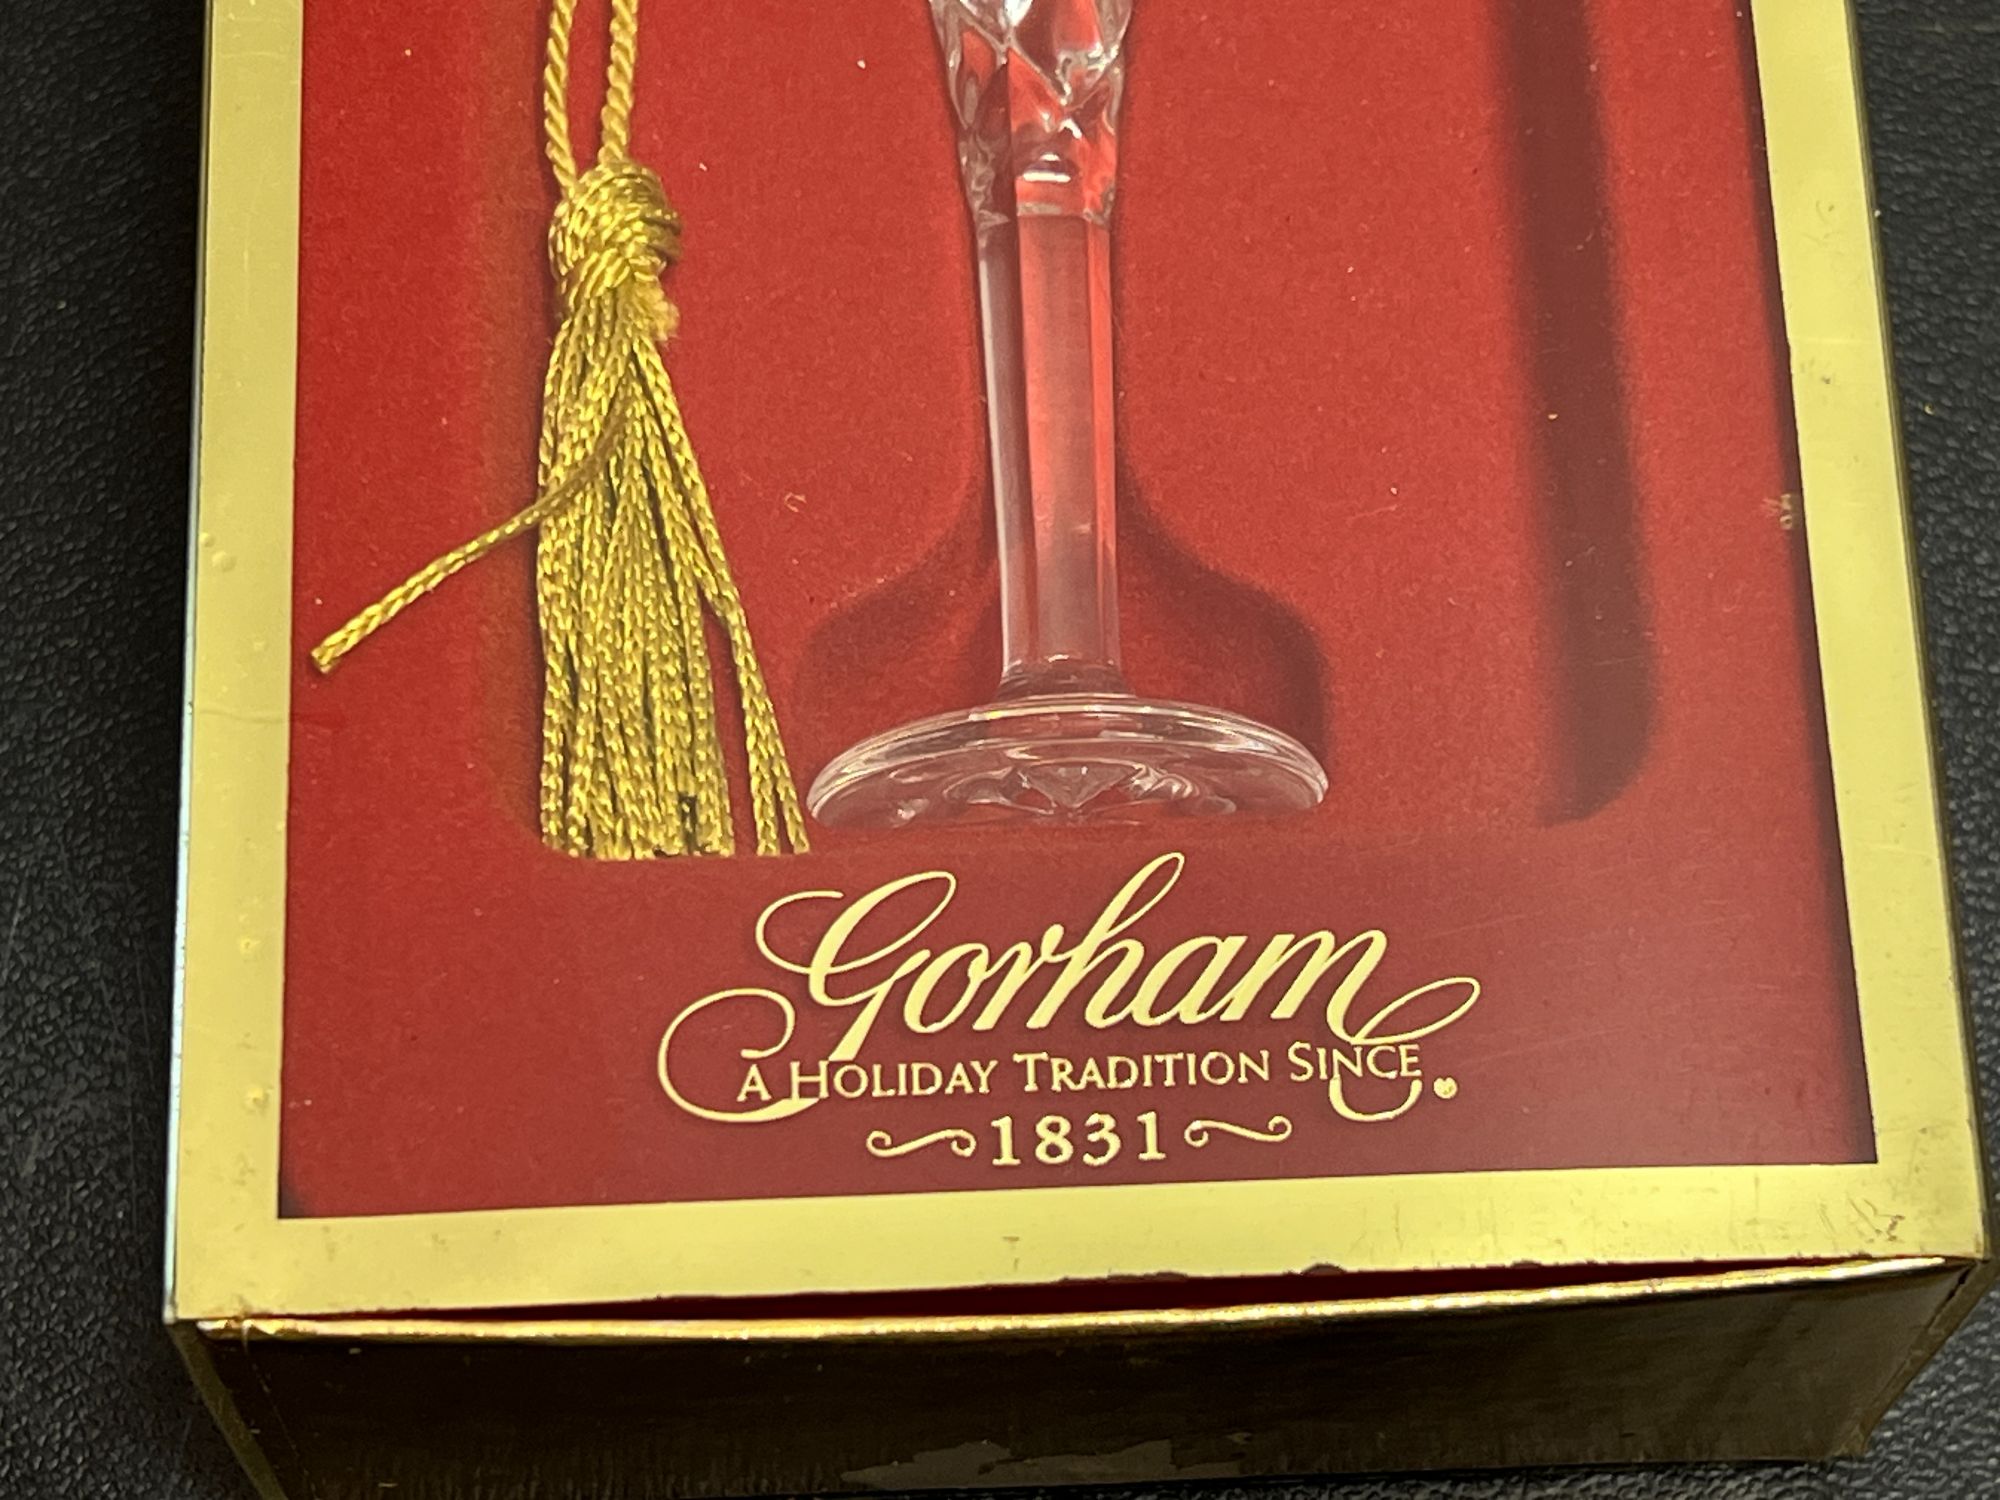 Gorham
A HOLIDAY TRADITION SINCE
1831